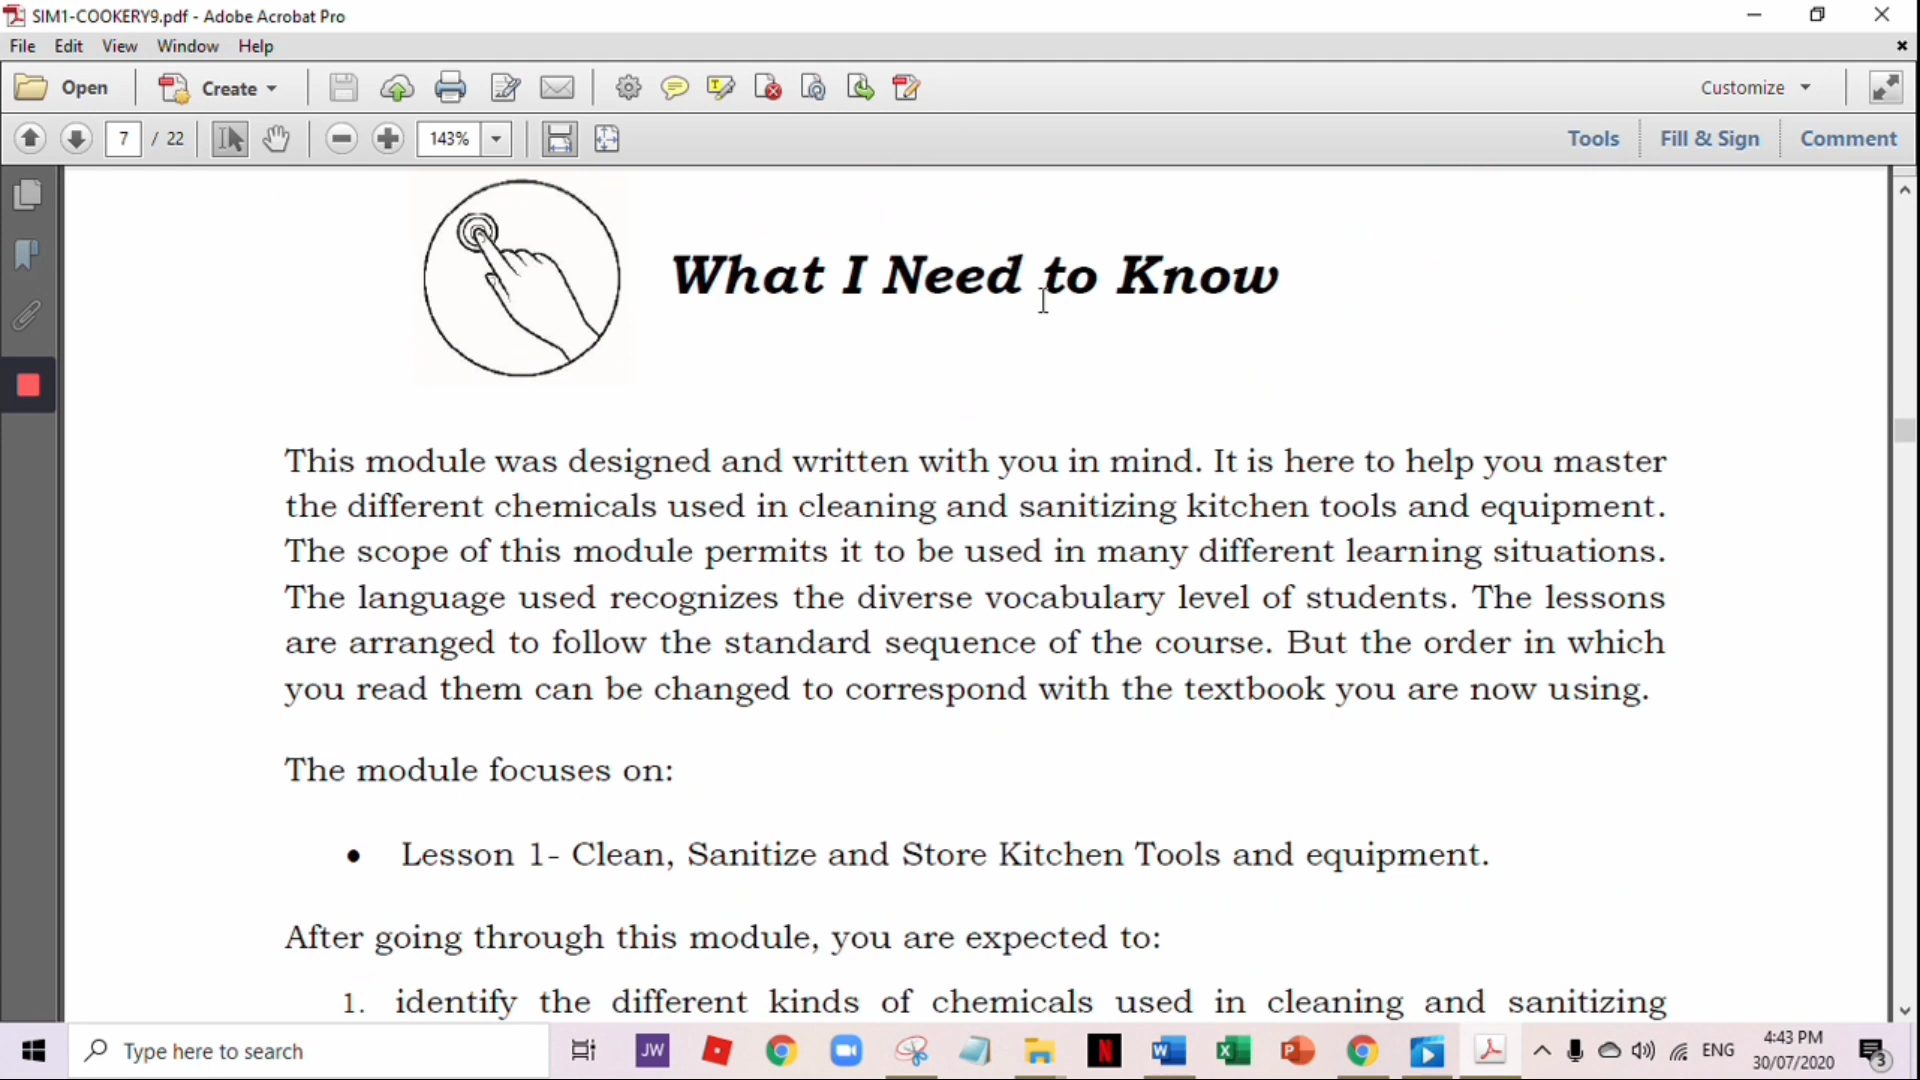 SIM1-COOKERY9.pdf - Adobe Acrobat Pro
File Edit View Window Help
Open Create Customize
7 / 22 143% Tools Fill & Sign Comment
What I Need to Know
This module was designed and written with you in mind. It is here to help you master
the different chemicals used in cleaning and sanitizing kitchen tools and equipment.
The scope of this module permits it to be used in many different learning situations.
The language used recognizes the diverse vocabulary level of students. The lessons
are arranged to follow the standard sequence of the course. But the order in which
you read them can be changed to correspond with the textbook you are now using.
The module focuses on:
• Lesson 1- Clean, Sanitize and Store Kitchen Tools and equipment.
After going through this module, you are expected to:
1. identify the different kinds of chemicals used in cleaning and sanitizing
Type here to search JW N W X P ENG 4:43 PM
30/07/2020 3